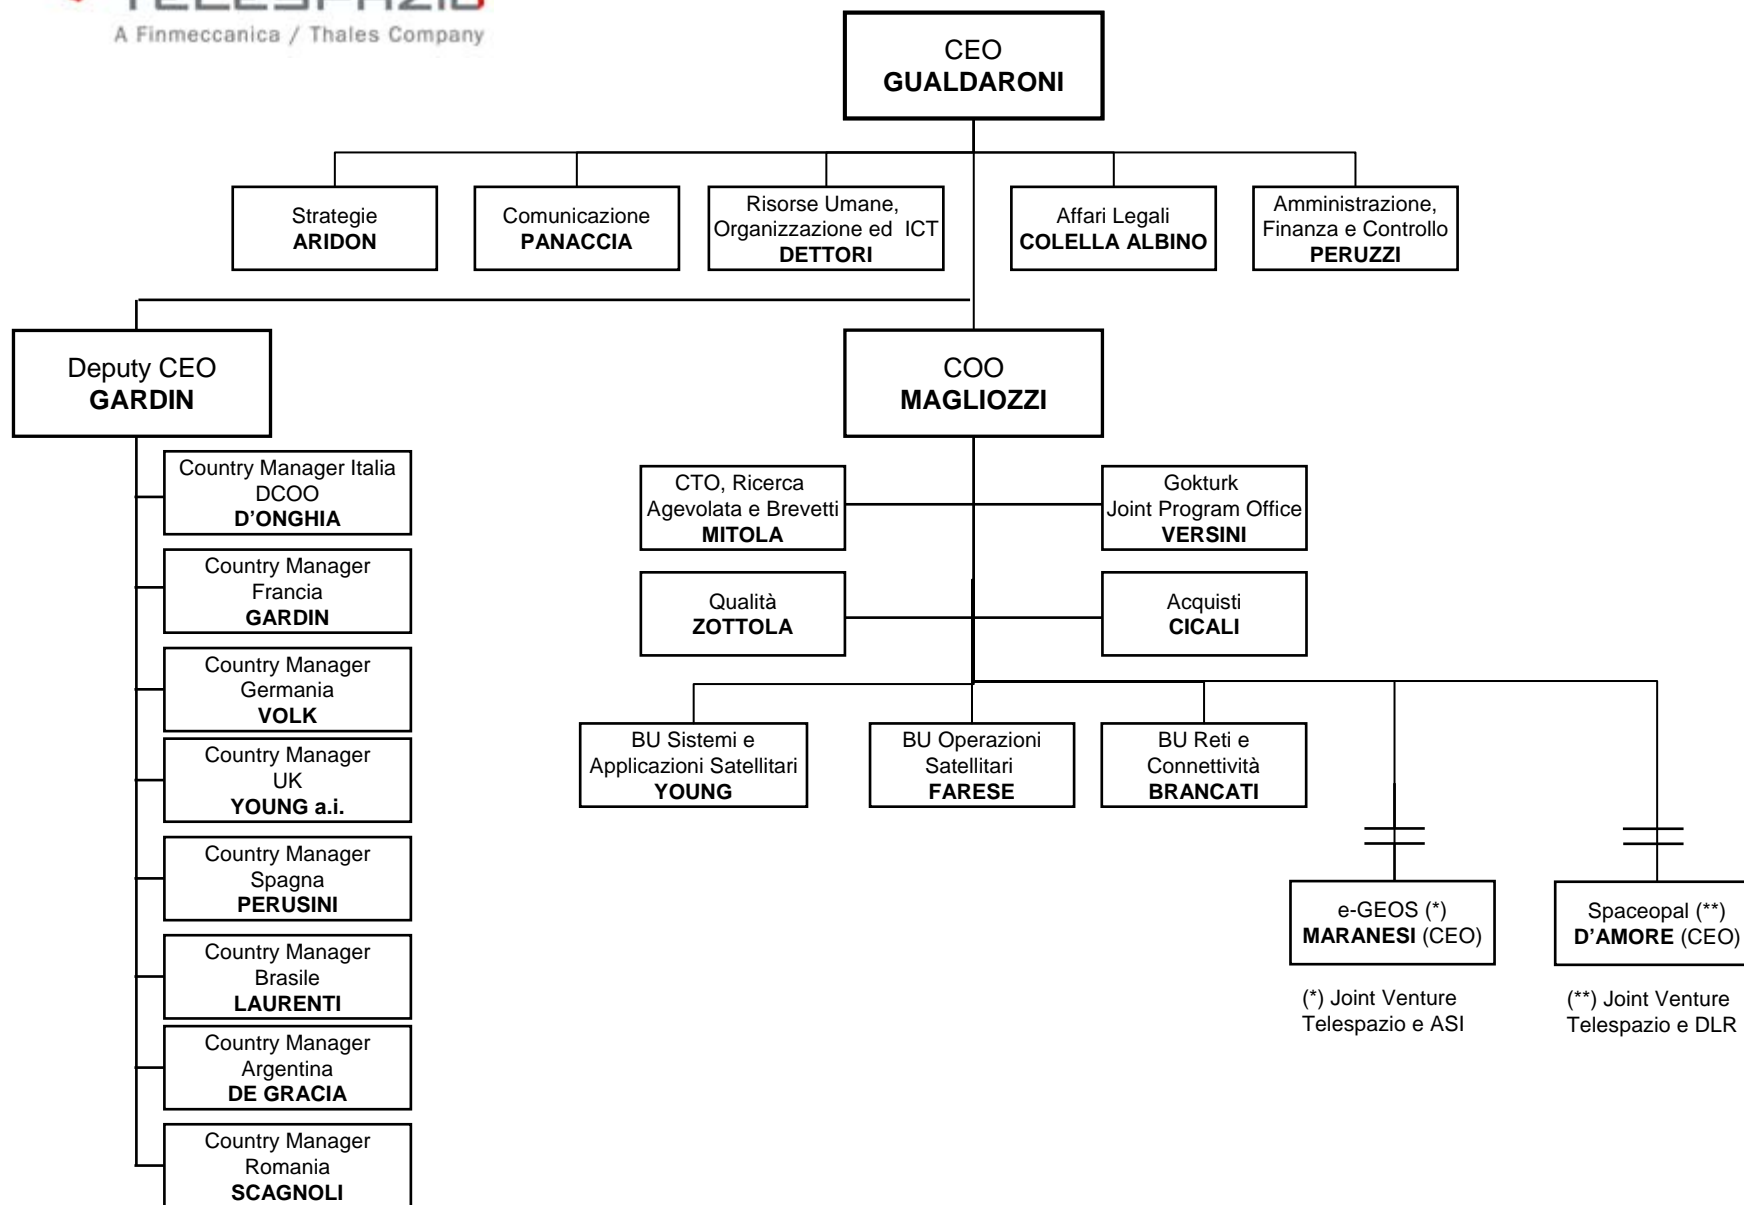 TELESPAZIO
A Finmeccanica / Thales Company
CEO
GUALDARONI
Strategie
ARIDON
Comunicazione
PANACCIA
Risorse Umane,
Organizzazione ed ICT
DETTORI
Affari Legali
COLELLA ALBINO
Amministrazione,
Finanza e Controllo
PERUZZI
Deputy CEO
GARDIN
COO
MAGLIOZZI
Country Manager Italia
DCOO
D'ONGHIA
Country Manager
Francia
GARDIN
Country Manager
Germania
VOLK
Country Manager
UK
YOUNG a.i.
Country Manager
Spagna
PERUSINI
Country Manager
Brasile
LAURENTI
Country Manager
Argentina
DE GRACIA
Country Manager
Romania
SCAGNOLI
CTO, Ricerca
Agevolata e Brevetti
MITOLA
Gokturk
Joint Program Office
VERSINI
Qualità
ZOTTOLA
Acquisti
CICALI
BU Sistemi e
Applicazioni Satellitari
YOUNG
BU Operazioni
Satellitari
FARESE
BU Reti e
Connettività
BRANCATI
e-GEOS (*)
MARANESI (CEO)
(*) Joint Venture
Telespazio e ASI
Spaceopal (**)
D'AMORE (CEO)
(**) Joint Venture
Telespazio e DLR